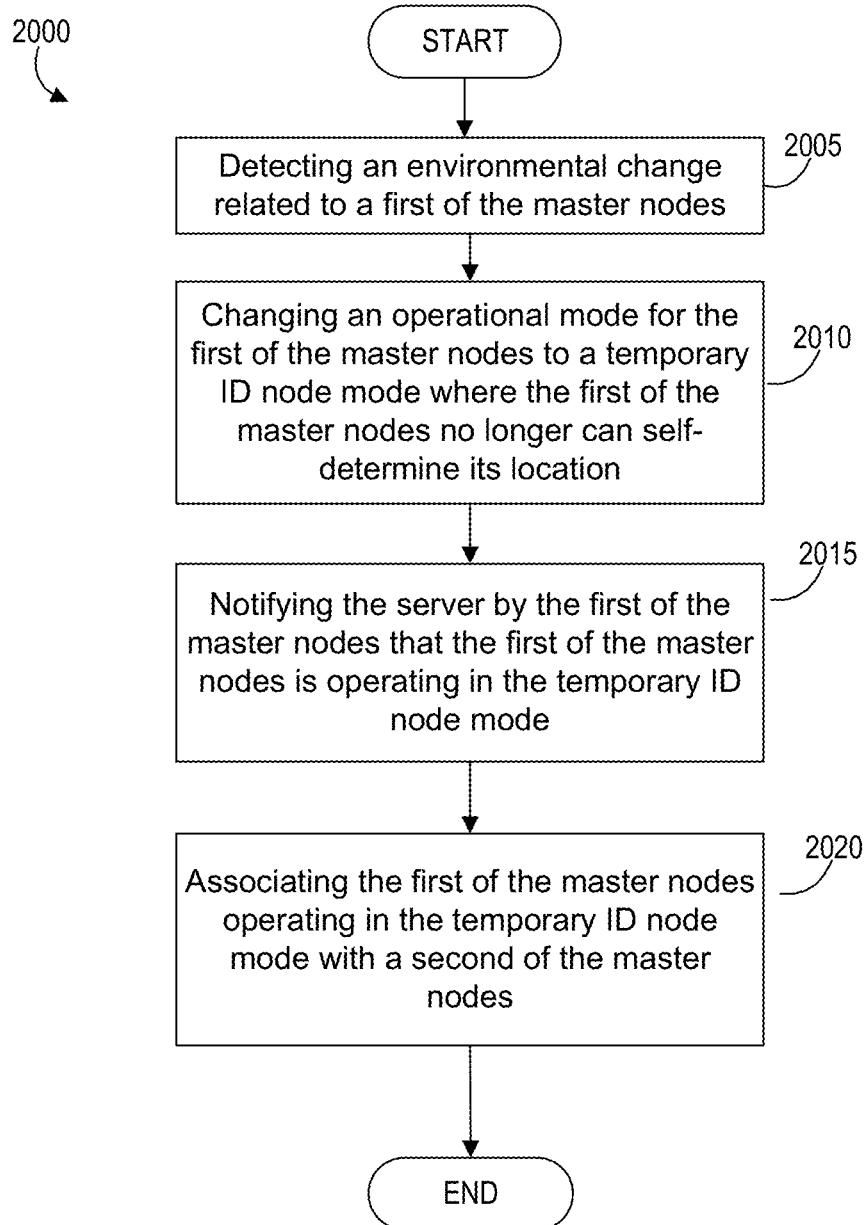 2000
START
2005
Detecting an environmental change
related to a first of the master nodes
Changing an operational mode for the
first of the master nodes to a temporary
ID node mode where the first of the
master nodes no longer can self-
determine its location
2010
2015
Notifying the server by the first of the
master nodes that the first of the master
nodes is operating in the temporary ID
node mode
2020
Associating the first of the master nodes
operating in the temporary ID node
mode with a second of the master
nodes
END